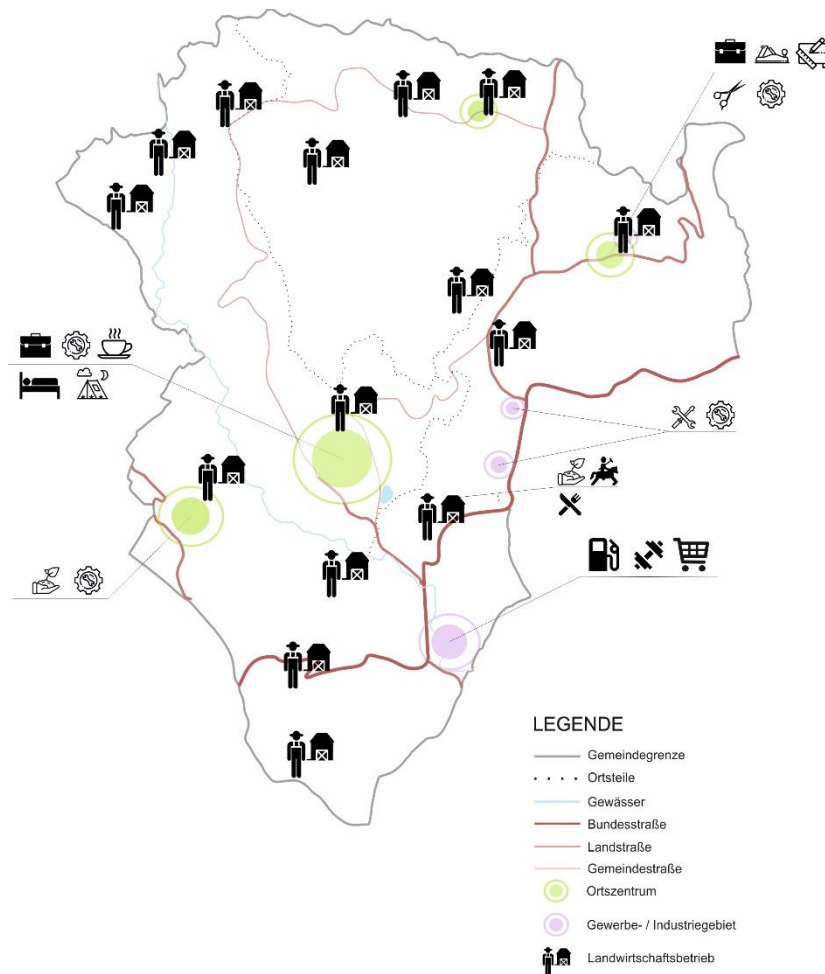 LEGENDE
Gemeindegrenze
Ortsteile
Gewässer
Bundesstraße
Landstraße
Gemeindestraße
Ortszentrum
Gewerbe- / Industriegebiet
Landwirtschaftsbetrieb